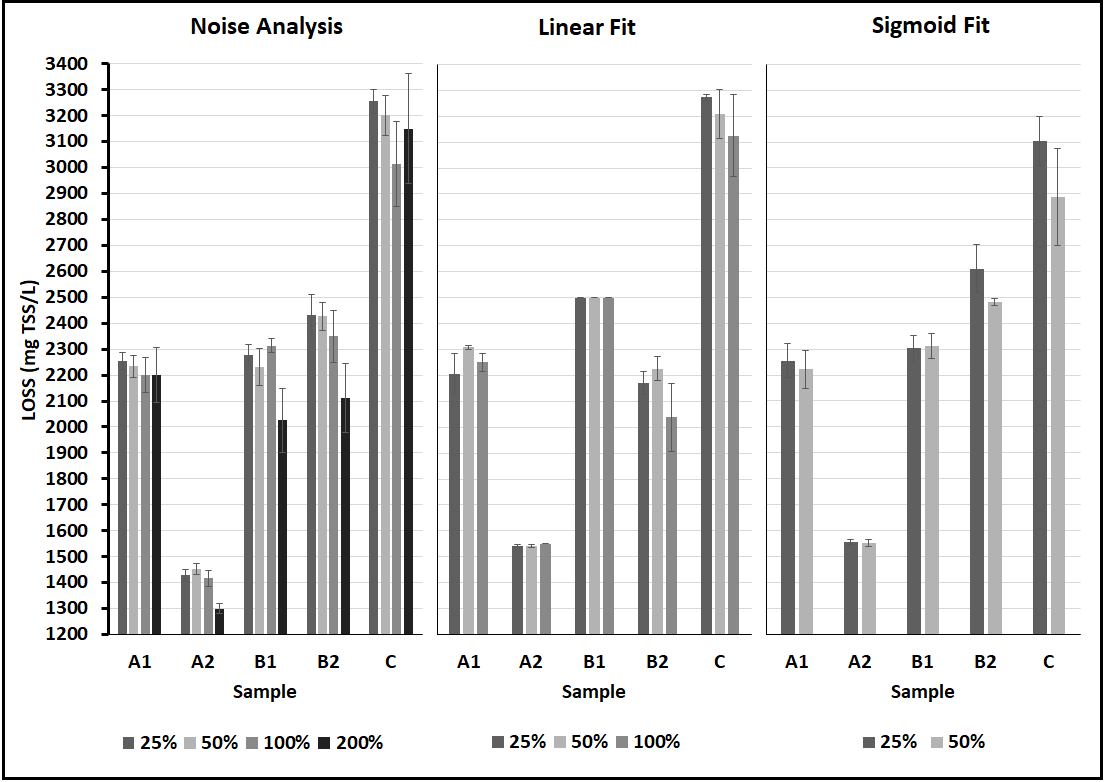 Noise Analysis
Linear Fit
Sigmoid Fit
LOSS (mg TSS/L)
3400
3300
3200
3100
3000
2900
2800
2700
2600
2500
2400
2300
2200
2100
2000
1900
1800
1700
1600
1500
1400
1300
1200
A1 A2 B1 B2 C
Sample
25% 50% 100% 200%
A1 A2 B1 B2 C
Sample
25% 50% 100%
A1 A2 B1 B2 C
Sample
25% 50%